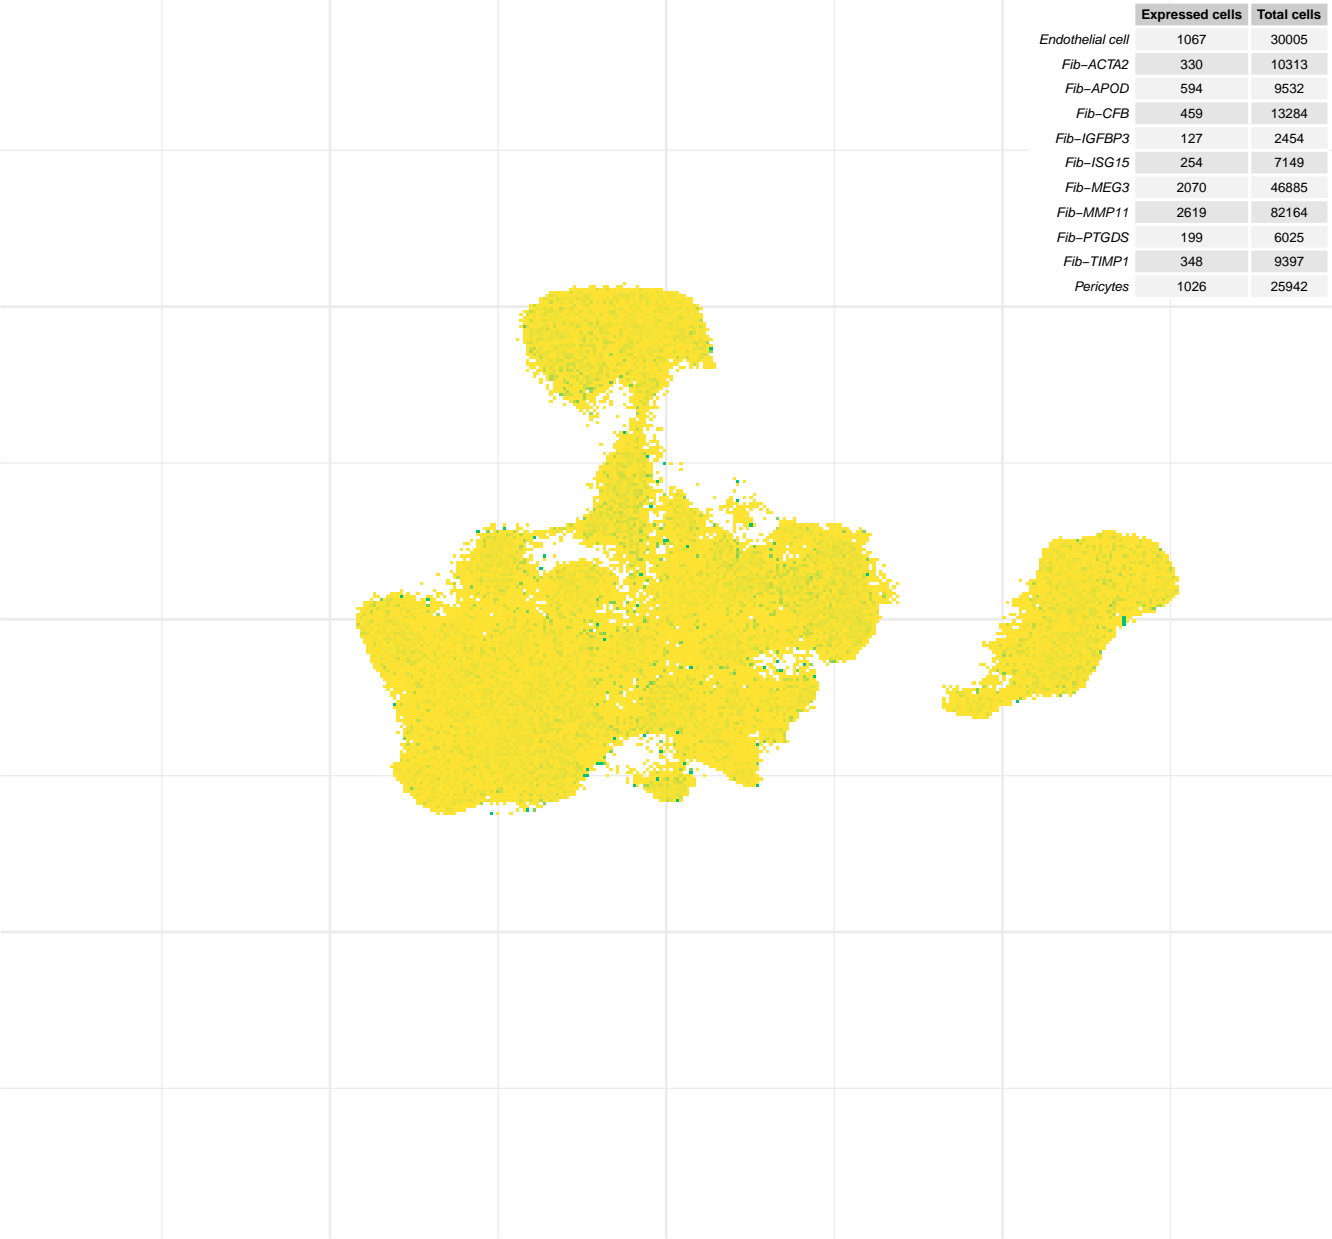 Expressed cells Total cells
Endothelial cell 1067 30005
Fib−ACTA2 330 10313
Fib−APOD 594 9532
Fib−CFB 459 13284
Fib−IGFBP3 127 2454
Fib−ISG15 254 7149
Fib−MEG3 2070 46885
Fib−MMP11 2619 82164
Fib−PTGDS 199 6025
Fib−TIMP1 348 9397
Pericytes 1026 25942